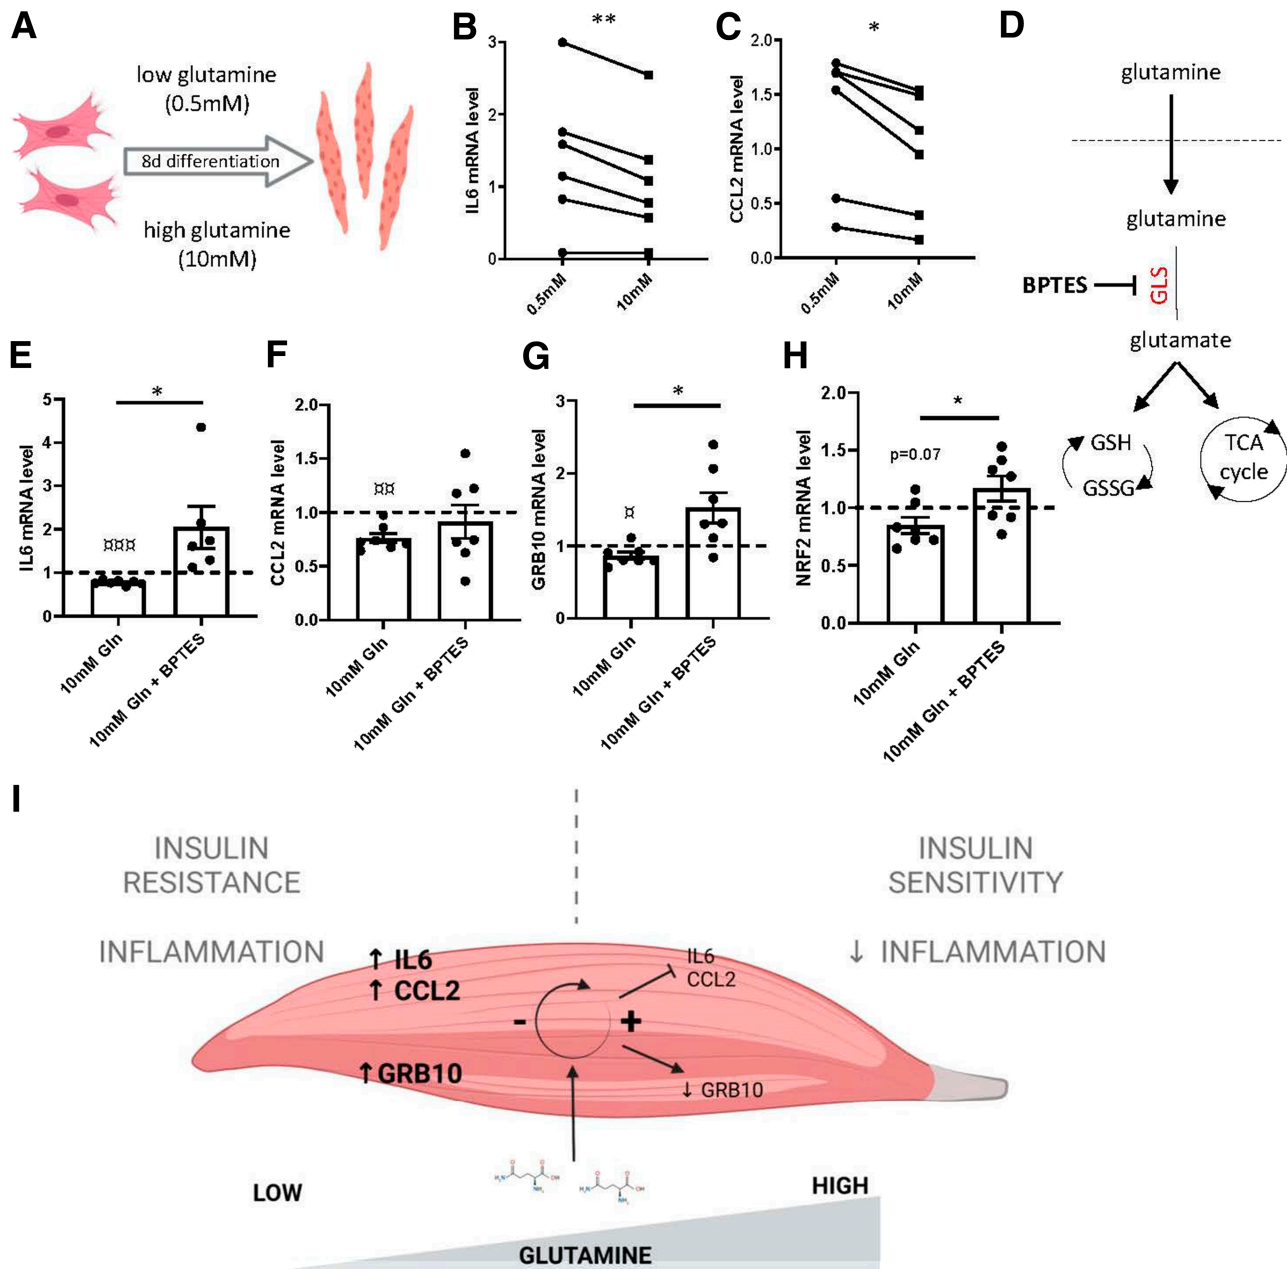 A
low glutamine
(0.5mM)
8d differentiation
high glutamine
(10mM)
B
**
IL6 mRNA level
3
2
1
0
0.5mM
10mM
C
*
CCL2 mRNA level
2.0
1.5
1.0
0.5
0.0
0.5mM
10mM
D
glutamine
glutamine
BPTES
GLS
glutamate
GSH
GSSG
TCA
cycle
E
*
IL6 mRNA level
5
4
3
2
1
0
¤¤¤
10mM Gln
10mM Gln + BPTES
F
CCL2 mRNA level
2.0
1.5
1.0
0.5
0.0
¤¤
10mM Gln
10mM Gln + BPTES
G
*
GRB10 mRNA level
3
2
1
0
¤
10mM Gln
10mM Gln + BPTES
H
*
NRF2 mRNA level
2.0
1.5
1.0
0.5
0.0
p=0.07
10mM Gln
10mM Gln + BPTES
I
INSULIN
RESISTANCE
INSULIN
SENSITIVITY
INFLAMMATION
↓ INFLAMMATION
↑ IL6
↑ CCL2
↑ GRB10
-
+
IL6
CCL2
↓ GRB10
O
O
H₂N
OH
NH₂
O
O
H₂N
OH
NH₂
LOW
HIGH
GLUTAMINE